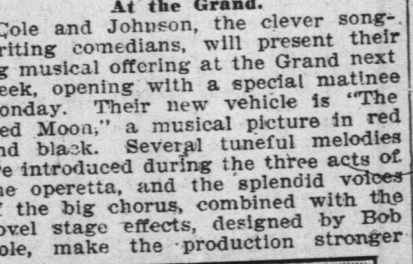 At the Grand.
Cole and Johnson, the clever song-
riting comedians, will present their
g musical offering at the Grand next
eek, opening with a special matinee
onday. Their new vehicle is "The
ed Moon," a musical picture in red
nd black. Several tuneful melodies
re introduced during the three acts of
he operetta, and the splendid voices
f the big chorus, combined with the
ovel stage effects, designed by Bob
ole, make the production stronger